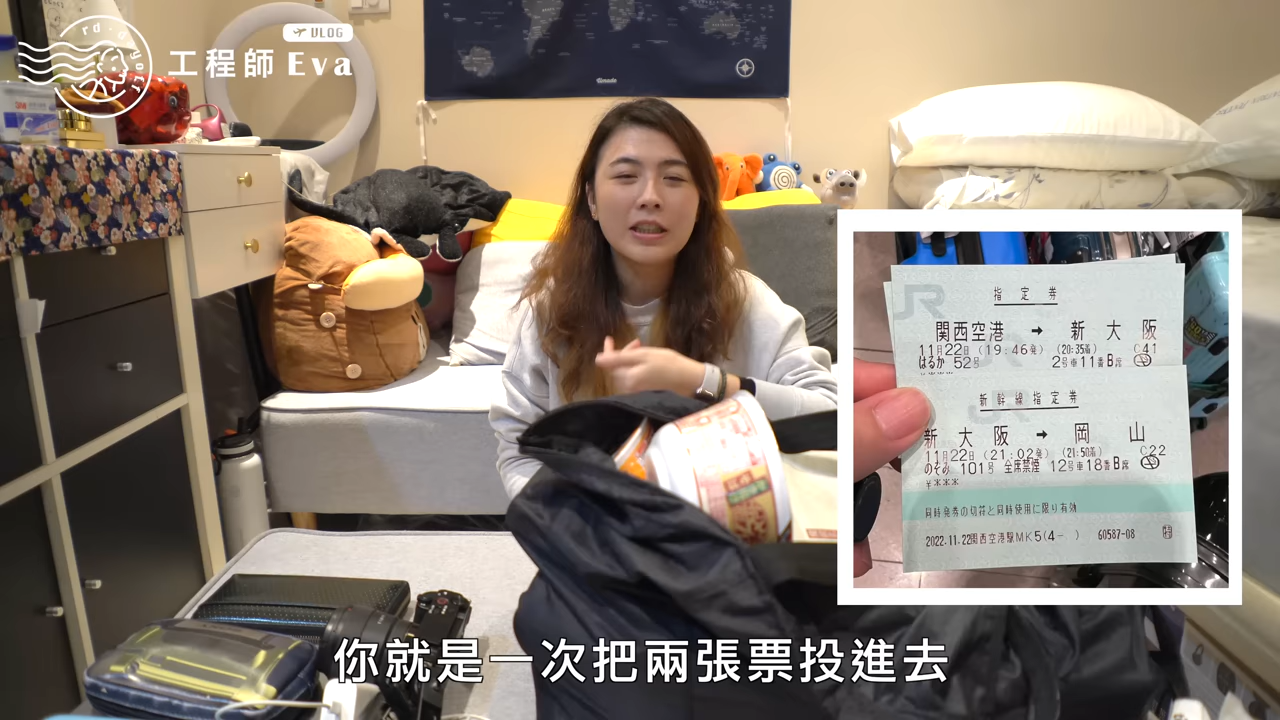 rd.dyort
VLOG
工程師 Eva
3M
JR
指定券
関西空港 → 新大阪
11月22日 (19:46発) (20:35着) C41
はるか 52号 2号車11番B席
¥***
新幹線指定券
新大阪 → 岡山
11月22日 (21:02発) (21:50着) C22
のぞみ 101号 全席禁煙 12号車18番B席
¥***
同時発券の切符と同時使用に限り有効
2022.11.22関西空港駅MK5(4- ) 60587-08
你就是一次把兩張票投進去